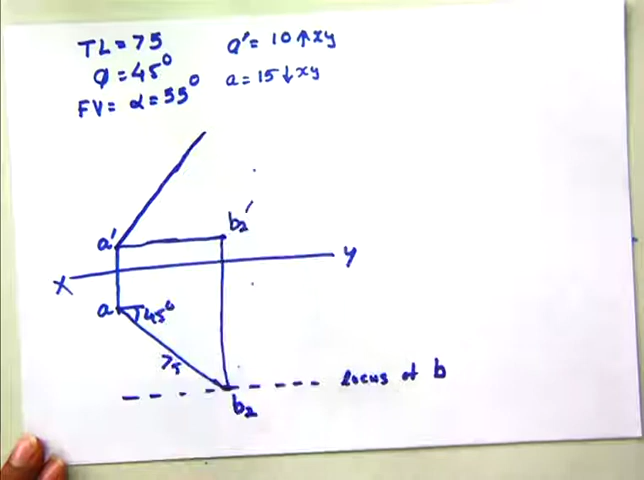 TL = 75
a' = 10 ↑ xy
φ = 45°
a = 15 ↓ xy
FV = α = 55°
b₂'
a'
Y
X
a
45°
75
locus of b
b₂